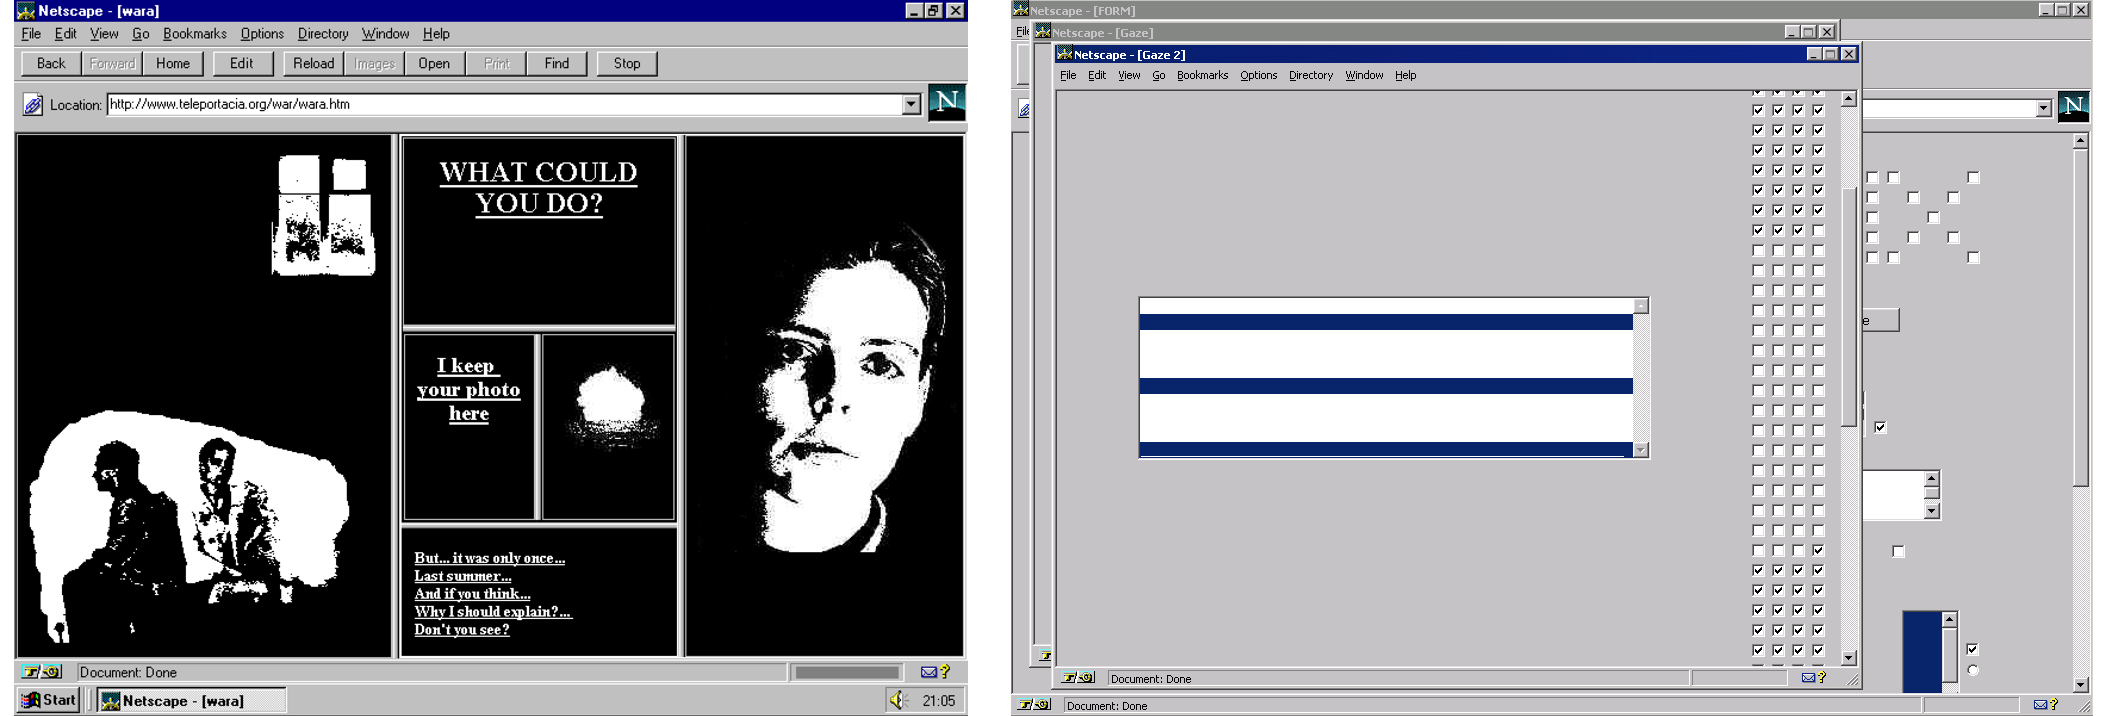 Netscape - [wara]
File Edit View Go Bookmarks Options Directory Window Help
Back Forward Home Edit Reload Images Open Print Find Stop
Location: http://www.teleportacia.org/war/wara.htm
N
WHAT COULD
YOU DO?
I keep
your photo
here
But... it was only once...
Last summer...
And if you think...
Why I should explain?...
Don't you see?
Document: Done
Start Netscape - [wara] 21:05
Netscape - [FORM]
Netscape - [Gaze]
Netscape - [Gaze 2]
File Edit View Go Bookmarks Options Directory Window Help
N
Document: Done
Document: Done